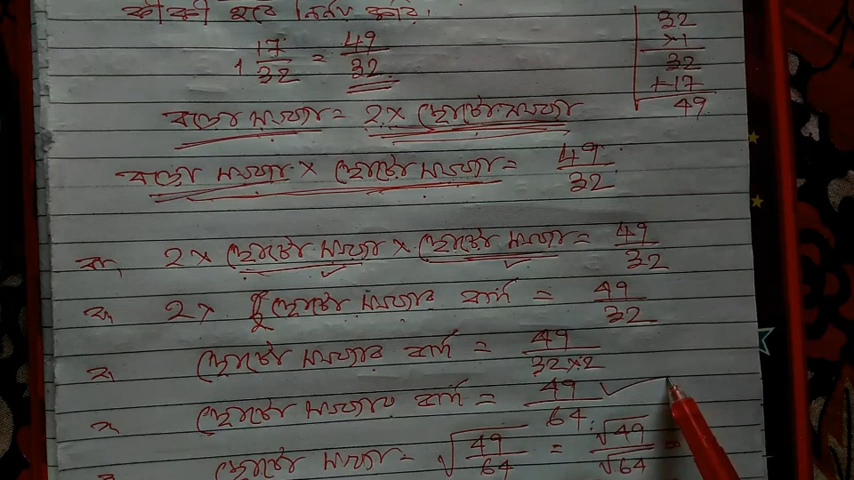 কী কী হবে নির্ণয় করি।
1 17/32 = 49/32
32
×1
32
+17
49
বড়ো সংখ্যা = 2 × ছোটো সংখ্যা
বড়ো সংখ্যা × ছোটো সংখ্যা = 49/32
বা, 2 × ছোটো সংখ্যা × ছোটো সংখ্যা = 49/32
বা, 2 × ছোটো সংখ্যার বর্গ = 49/32
বা, ছোটো সংখ্যার বর্গ = 49/32×2
বা, ছোটো সংখ্যার বর্গ = 49/64
ছোটো সংখ্যা = √49/64 = √49/√64 =